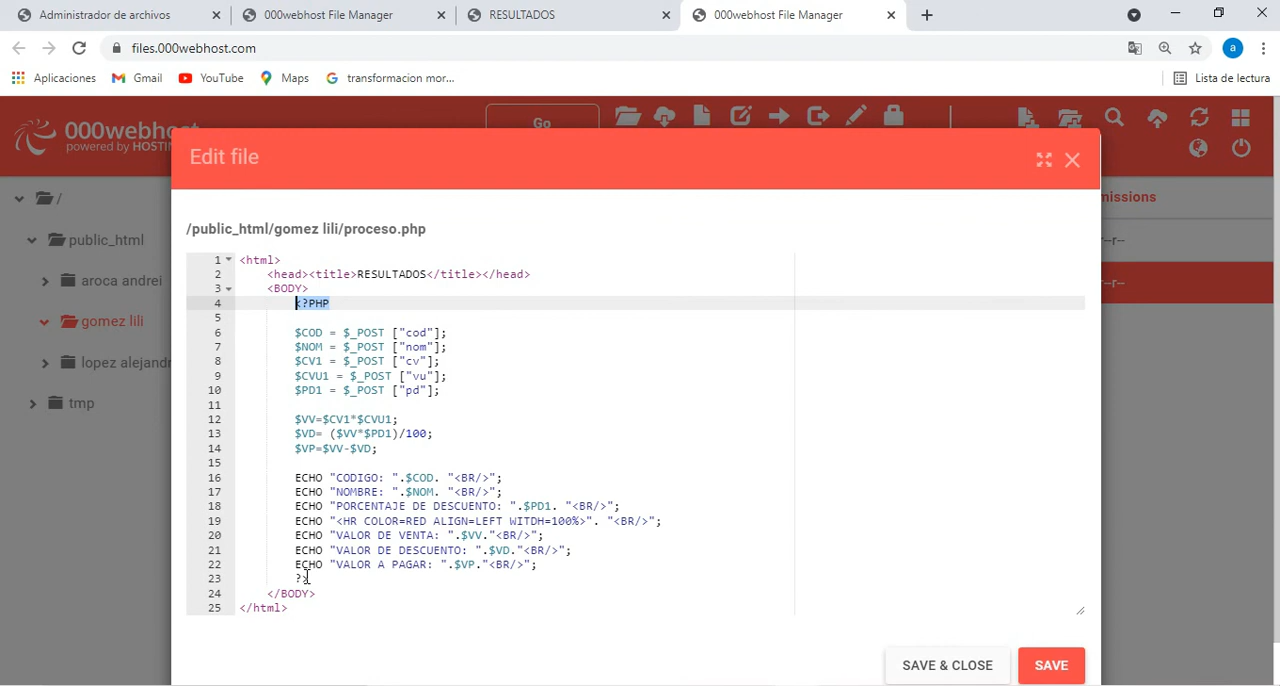 Administrador de archivos
000webhost File Manager
RESULTADOS
000webhost File Manager
files.000webhost.com
a
Aplicaciones
Gmail
YouTube
Maps
transformacion mor...
Lista de lectura
000webhost
powered by HOSTIN
Go
Edit file
missions
/
public_html
aroca andrei
gomez lili
lopez alejandr
tmp
--r--
--r--
/public_html/gomez lili/proceso.php
1 <html>
2 <head><title>RESULTADOS</title></head>
3 <BODY>
4 <?PHP
5
6 $COD = $_POST ["cod"];
7 $NOM = $_POST ["nom"];
8 $CV1 = $_POST ["cv"];
9 $CVU1 = $_POST ["vu"];
10 $PD1 = $_POST ["pd"];
11
12 $VV=$CV1*$CVU1;
13 $VD= ($VV*$PD1)/100;
14 $VP=$VV-$VD;
15
16 ECHO "CODIGO: ".$COD. "<BR/>";
17 ECHO "NOMBRE: ".$NOM. "<BR/>";
18 ECHO "PORCENTAJE DE DESCUENTO: ".$PD1. "<BR/>";
19 ECHO "<HR COLOR=RED ALIGN=LEFT WITDH=100%>". "<BR/>";
20 ECHO "VALOR DE VENTA: ".$VV."<BR/>";
21 ECHO "VALOR DE DESCUENTO: ".$VD."<BR/>";
22 ECHO "VALOR A PAGAR: ".$VP."<BR/>";
23 ?>
24 </BODY>
25 </html>
SAVE & CLOSE
SAVE